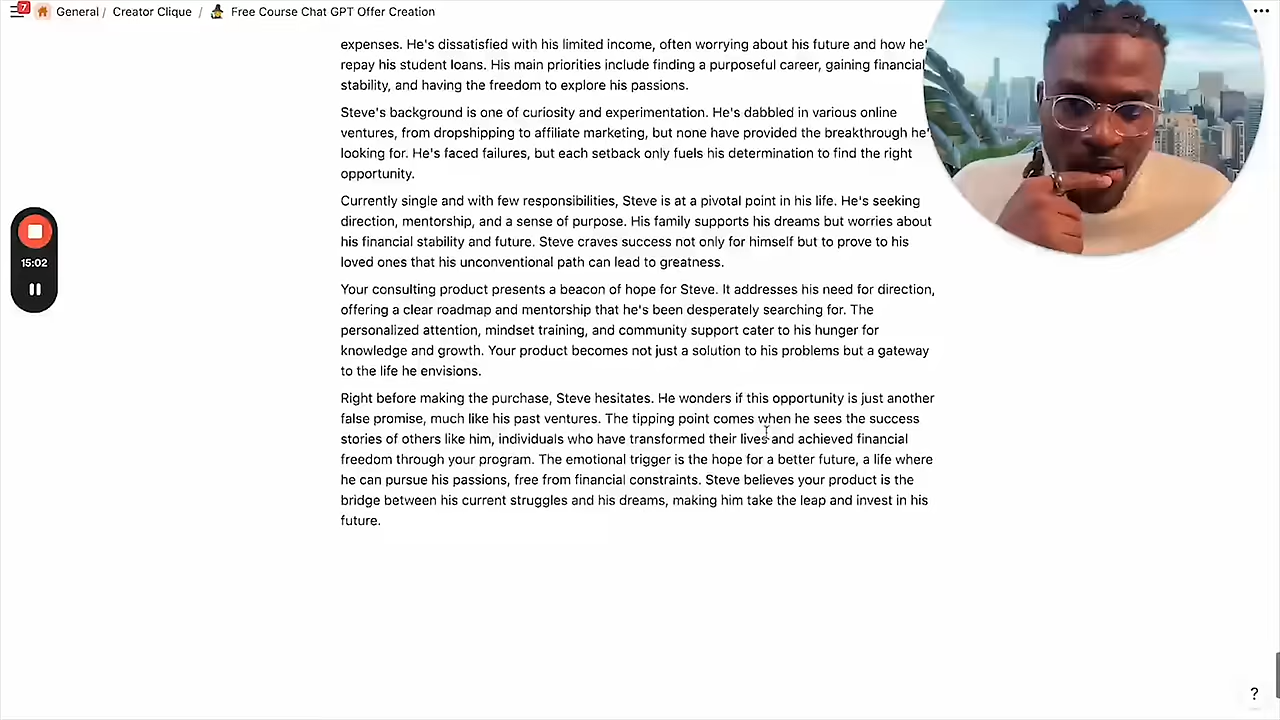 7
General / Creator Clique / Free Course Chat GPT Offer Creation
expenses. He's dissatisfied with his limited income, often worrying about his future and how he'
repay his student loans. His main priorities include finding a purposeful career, gaining financial
stability, and having the freedom to explore his passions.
Steve's background is one of curiosity and experimentation. He's dabbled in various online
ventures, from dropshipping to affiliate marketing, but none have provided the breakthrough he'
looking for. He's faced failures, but each setback only fuels his determination to find the right
opportunity.
Currently single and with few responsibilities, Steve is at a pivotal point in his life. He's seeking
direction, mentorship, and a sense of purpose. His family supports his dreams but worries about
his financial stability and future. Steve craves success not only for himself but to prove to his
loved ones that his unconventional path can lead to greatness.
Your consulting product presents a beacon of hope for Steve. It addresses his need for direction,
offering a clear roadmap and mentorship that he's been desperately searching for. The
personalized attention, mindset training, and community support cater to his hunger for
knowledge and growth. Your product becomes not just a solution to his problems but a gateway
to the life he envisions.
Right before making the purchase, Steve hesitates. He wonders if this opportunity is just another
false promise, much like his past ventures. The tipping point comes when he sees the success
stories of others like him, individuals who have transformed their lives and achieved financial
freedom through your program. The emotional trigger is the hope for a better future, a life where
he can pursue his passions, free from financial constraints. Steve believes your product is the
bridge between his current struggles and his dreams, making him take the leap and invest in his
future.
15:02
?